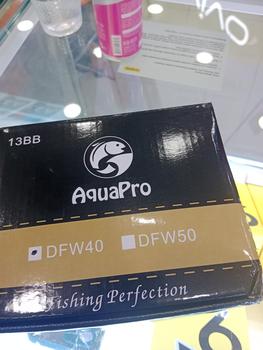 13BB
AquaPro
DFW40 DFW50
Fishing Perfection